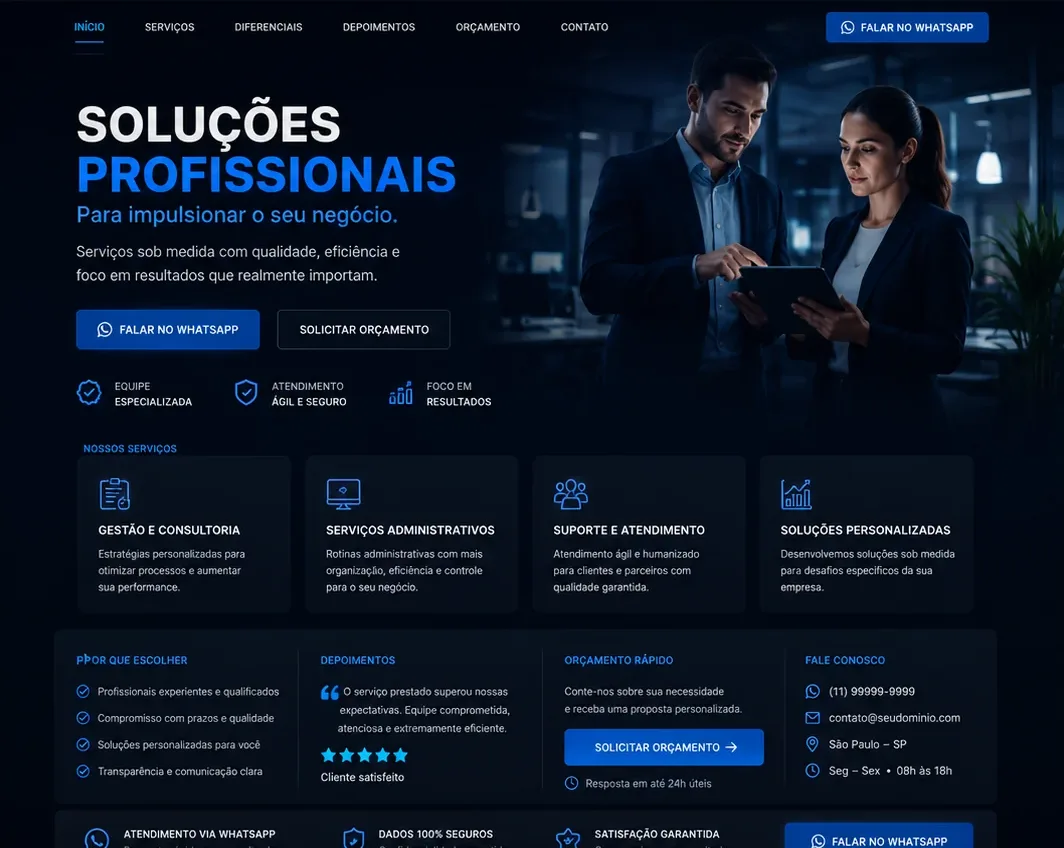 INÍCIO SERVIÇOS DIFERENCIAIS DEPOIMENTOS ORÇAMENTO CONTATO FALAR NO WHATSAPP
SOLUÇÕES
PROFISSIONAIS
Para impulsionar o seu negócio.
Serviços sob medida com qualidade, eficiência e
foco em resultados que realmente importam.
FALAR NO WHATSAPP SOLICITAR ORÇAMENTO
EQUIPE
ESPECIALIZADA
ATENDIMENTO
ÁGIL E SEGURO
FOCO EM
RESULTADOS
NOSSOS SERVIÇOS
GESTÃO E CONSULTORIA
Estratégias personalizadas para
otimizar processos e aumentar
sua performance.
SERVIÇOS ADMINISTRATIVOS
Rotinas administrativas com mais
organização, eficiência e controle
para o seu negócio.
SUPORTE E ATENDIMENTO
Atendimento ágil e humanizado
para clientes e parceiros com
qualidade garantida.
SOLUÇÕES PERSONALIZADAS
Desenvolvemos soluções sob medida
para desafios especificos da sua
empresa.
PPOR QUE ESCOLHER
Profissionais experientes e qualificados
Compromisso com prazos e qualidade
Soluções personalizadas para você
Transparência e comunicação clara
DEPOIMENTOS
“ O serviço prestado superou nossas
expectativas. Equipe comprometida,
atenciosa e extremamente eficiente.
Cliente satisfeito
ORÇAMENTO RÁPIDO
Conte-nos sobre sua necessidade
e receba uma proposta personalizada.
SOLICITAR ORÇAMENTO →
Resposta em até 24h úteis
FALE CONOSCO
(11) 99999-9999
contato@seudominio.com
São Paulo – SP
Seg – Sex • 08h às 18h
ATENDIMENTO VIA WHATSAPP
DADOS 100% SEGUROS
SATISFAÇÃO GARANTIDA
FALAR NO WHATSAPP